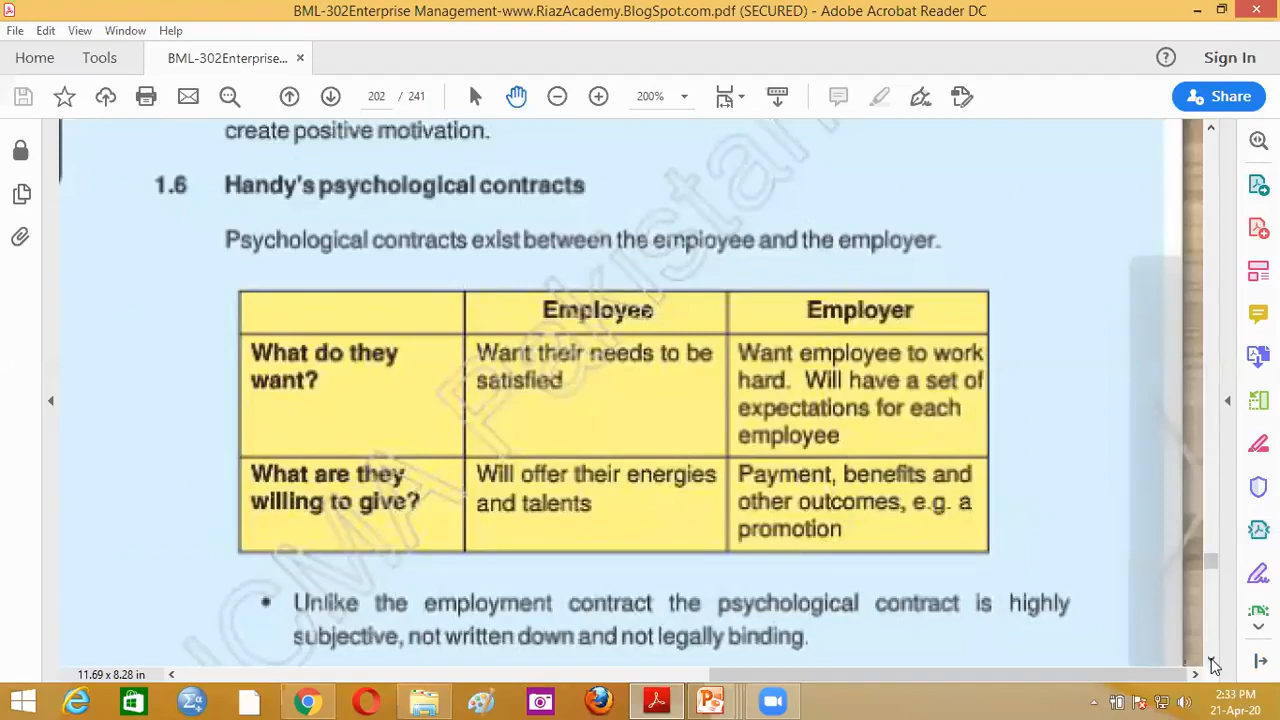 BML-302Enterprise Management-www.RiazAcademy.BlogSpot.com.pdf (SECURED) - Adobe Acrobat Reader DC
File Edit View Window Help
Home Tools BML-302Enterprise... × Sign In
202 / 241 200% Share
create positive motivation.
1.6 Handy's psychological contracts
Psychological contracts exist between the employee and the employer.
Employee Employer
What do they Want their needs to be Want employee to work
want? satisfied hard. Will have a set of
expectations for each
employee
What are they Will offer their energies Payment, benefits and
willing to give? and talents other outcomes, e.g. a
promotion
• Unlike the employment contract the psychological contract is highly
subjective, not written down and not legally binding.
ICMA Pakistan
11.69 x 8.28 in
2:33 PM
21-Apr-20